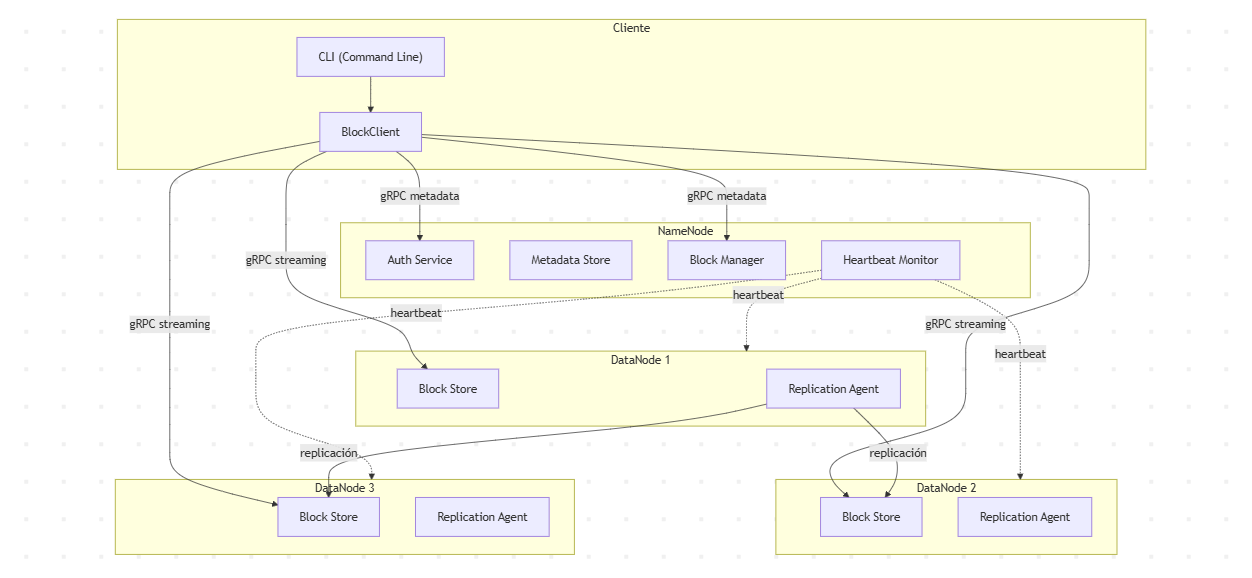 Cliente
CLI (Command Line)
BlockClient
gRPC metadata
gRPC metadata
NameNode
Auth Service
Metadata Store
Block Manager
Heartbeat Monitor
gRPC streaming
heartbeat
heartbeat
gRPC streaming
gRPC streaming
heartbeat
DataNode 1
Block Store
Replication Agent
replicación
replicación
DataNode 3
Block Store
Replication Agent
DataNode 2
Block Store
Replication Agent